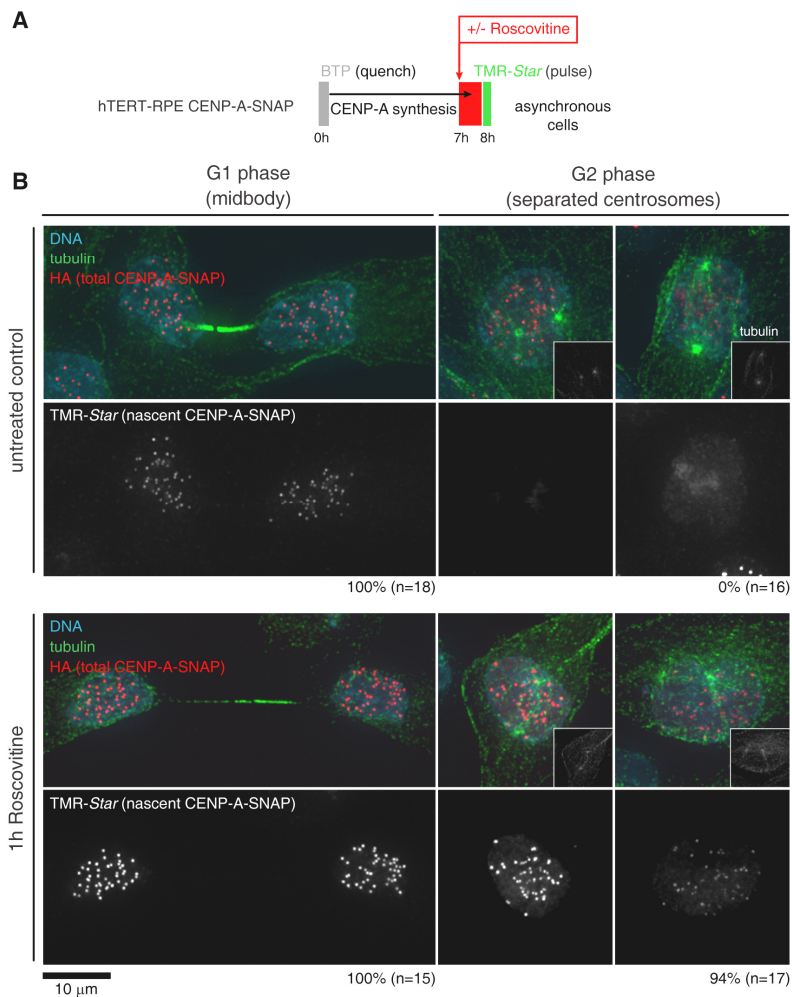 A
+/- Roscovitine
BTP (quench)
TMR-Star (pulse)
hTERT-RPE CENP-A-SNAP
CENP-A synthesis
asynchronous
cells
0h
7h
8h
B
G1 phase
(midbody)
G2 phase
(separated centrosomes)
untreated control
DNA
tubulin
HA (total CENP-A-SNAP)
tubulin
TMR-Star (nascent CENP-A-SNAP)
100% (n=18)
0% (n=16)
1h Roscovitine
DNA
tubulin
HA (total CENP-A-SNAP)
TMR-Star (nascent CENP-A-SNAP)
10 μm
100% (n=15)
94% (n=17)